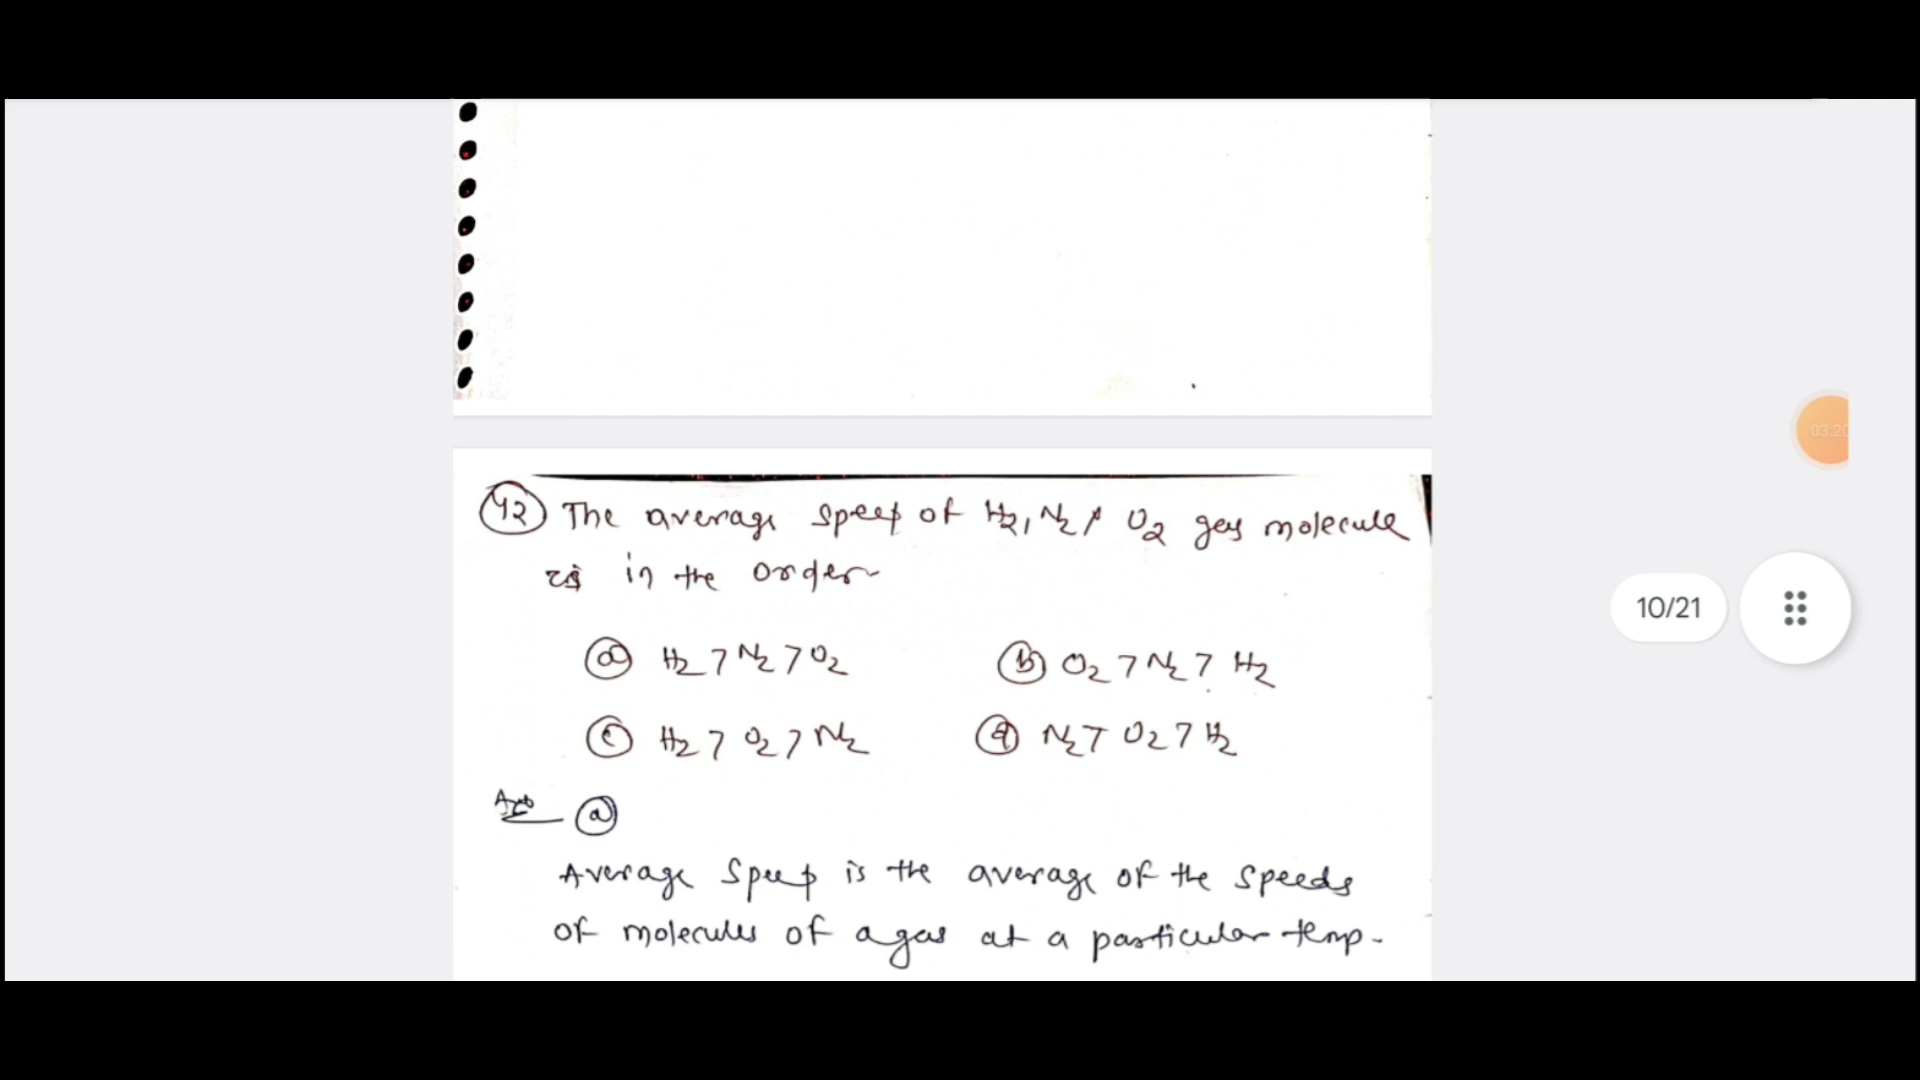 42 The average speed of H2, N2, O2 gas molecule
is in the order
a H2 > N2 > O2
b O2 > N2 > H2
c H2 > O2 > N2
d N2 > O2 > H2
Ans a
Average speed is the average of the speeds
of molecules of a gas at a particular temp.
03:20
10/21